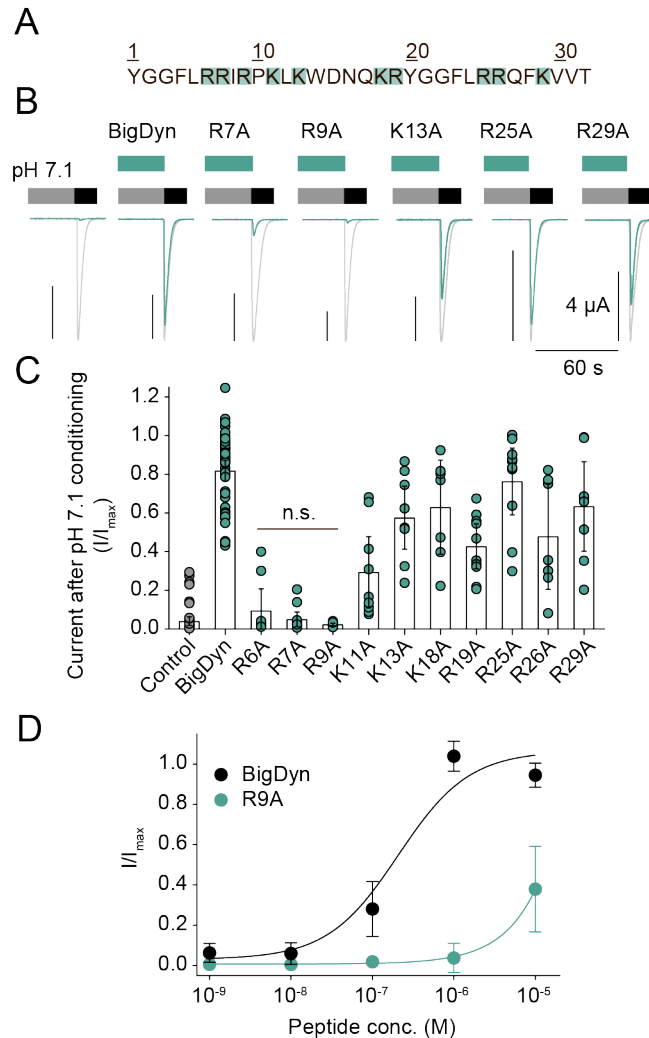 A
1 10 20 30
YGGFLRRIRPKLKWDNQKRYGGFLRRQFKVVT
B
BigDyn R7A R9A K13A R25A R29A
pH 7.1
4 µA
60 s
C
Current after pH 7.1 conditioning
(I/Imax)
1.2
1.0
0.8
0.6
0.4
0.2
0.0
n.s.
Control BigDyn R6A R7A R9A K11A K13A K18A R19A R25A R26A R29A
D
I/Imax
1.0
0.8
0.6
0.4
0.2
0.0
BigDyn
R9A
10-9 10-8 10-7 10-6 10-5
Peptide conc. (M)